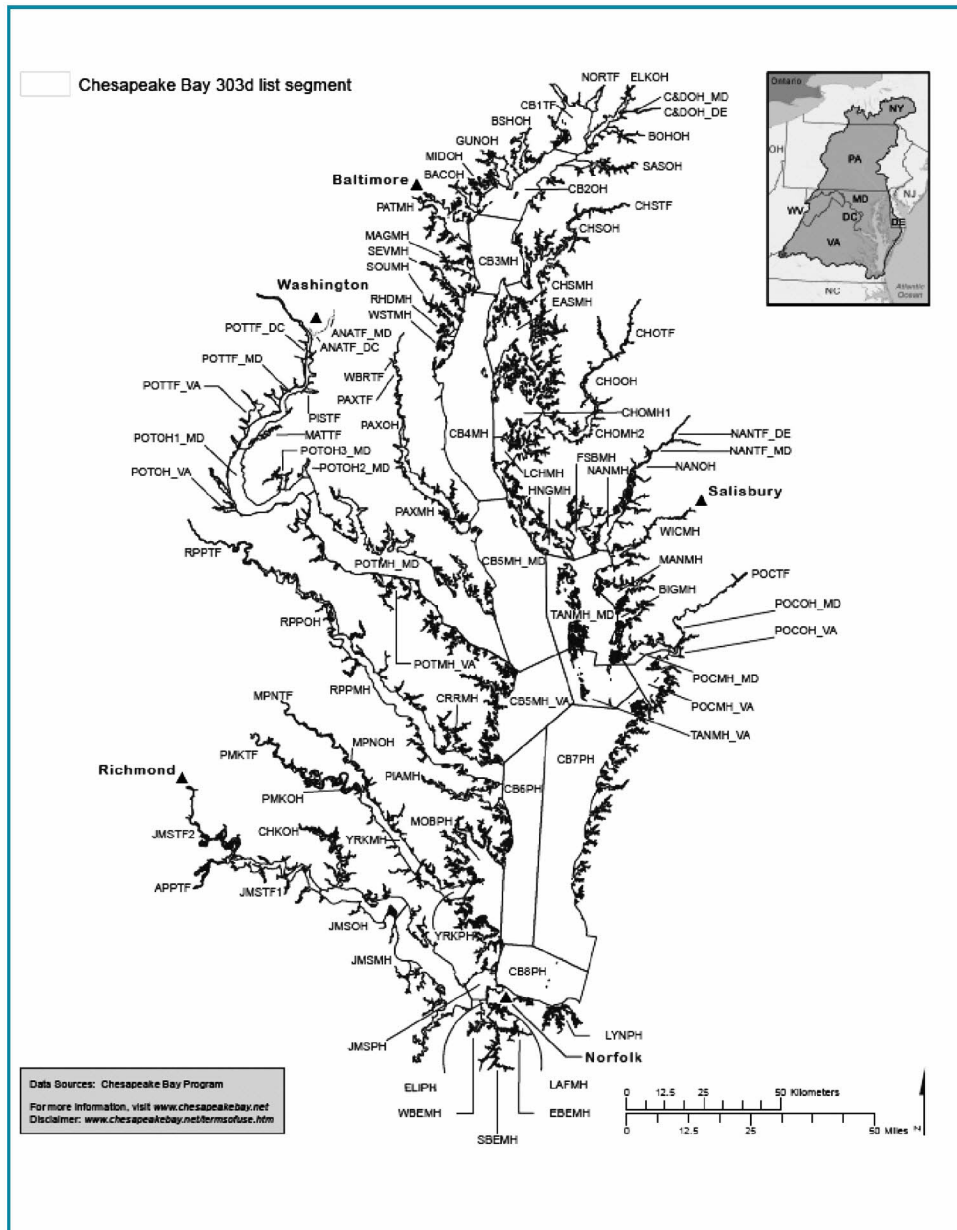 Chesapeake Bay 303d list segment
NORTF
ELKOH
CB1TF
C&DOH_MD
C&DOH_DE
BSHOH
GUNOH
BOHOH
MIDOH
SASOH
BACOH
Baltimore
CB2OH
PATMH
CHSTF
CHSOH
MAGMH
SEVMH
CB3MH
SOUMH
CHSMH
RHDMH
EASMH
WSTMH
Washington
POTTF_DC
ANATF_MD
ANATF_DC
CHOTF
POTTF_MD
WBRTF
CHOOH
POTTF_VA
PAXTF
PISTF
CHOMH1
PAXOH
CB4MH
CHOMH2
NANTF_DE
NANTF_MD
MATTF
POTOH1_MD
POTOH3_MD
POTOH2_MD
FSBMH
NANMH
NANOH
POTOH_VA
LCHMH
HNGMH
Salisbury
PAXMH
WICMH
RPPTF
POTMH_MD
CB5MH_MD
MANMH
BIGMH
POCTF
TANMH_MD
POCOH_MD
RPPOH
POCOH_VA
POTMH_VA
POCMH_MD
RPPMH
CRRMH
CB5MH_VA
POCMH_VA
MPNTF
TANMH_VA
PMKTF
MPNOH
CB7PH
Richmond
PIAMH
CB6PH
PMKOH
MOBPH
JMSTF2
CHKOH
YRKMH
APPTF
JMSTF1
JMSOH
YRKPH
JMSMH
CB8PH
JMSPH
LYNPH
Norfolk
ELIPH
LAFMH
WBEMH
EBEMH
SBEMH
Ontario
NY
OH
PA
NJ
MD
WV
DC
DE
VA
NC
Atlantic
Ocean
Data Sources: Chesapeake Bay Program
For more information, visit www.chesapeakebay.net
Disclaimer: www.chesapeakebay.net/termsofuse.htm
0 12.5 25 50 Kilometers
0 12.5 25 50 Miles
N